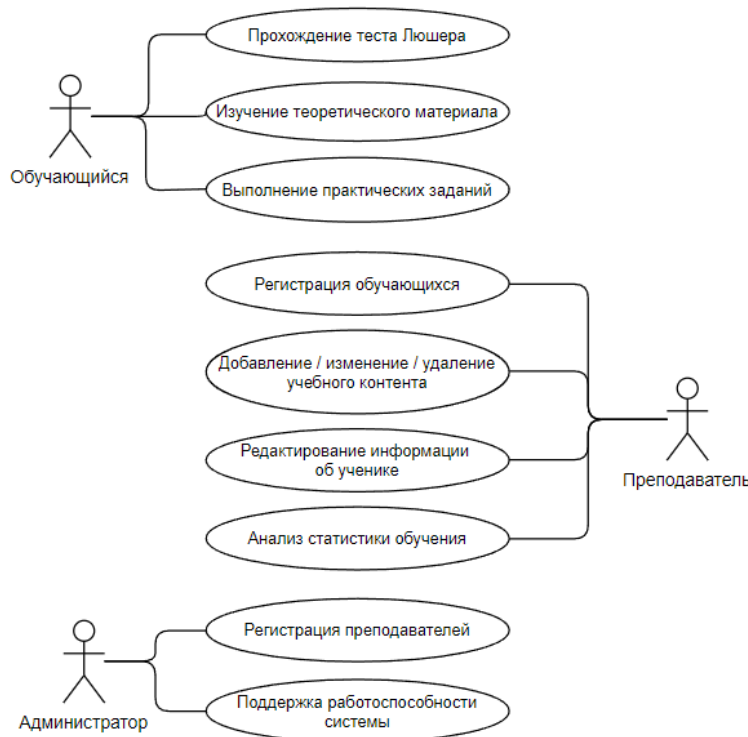 Прохождение теста Люшера
Изучение теоретического материала
Обучающийся
Выполнение практических заданий
Регистрация обучающихся
Добавление / изменение / удаление
учебного контента
Редактирование информации
об ученике
Преподаватель
Анализ статистики обучения
Регистрация преподавателей
Поддержка работоспособности
системы
Администратор